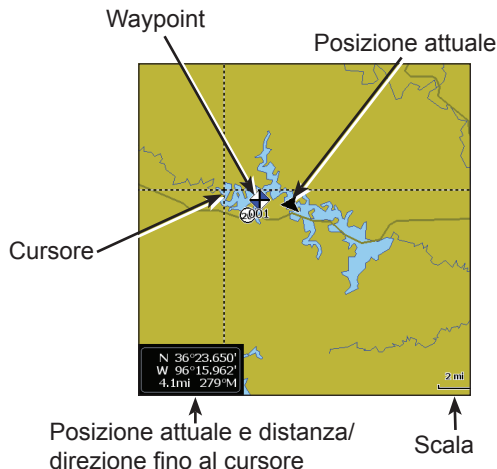 Waypoint
Posizione attuale
001
Cursore
N 36°23.650'
W 96°15.962'
4.1mi 279°M
2 mi
Posizione attuale e distanza/
direzione fino al cursore
Scala